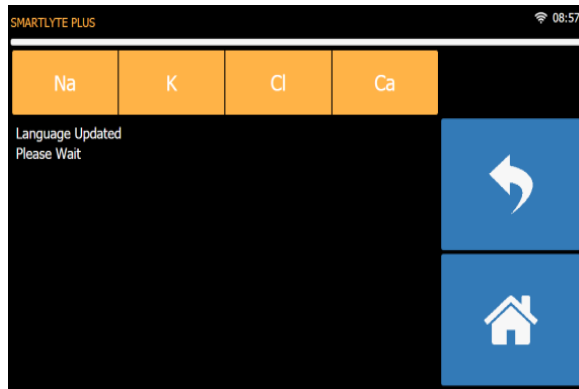 SMARTLYTE PLUS
08:57
Na K Cl Ca
Language Updated
Please Wait